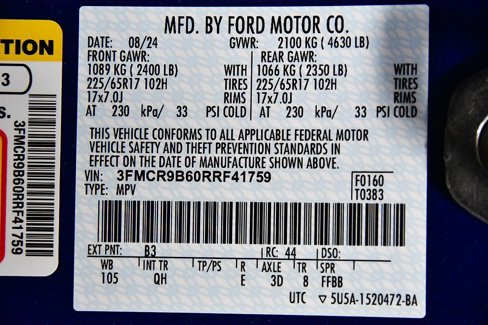 TION
3
s.
3FMCR9B60RRF41759
MFD. BY FORD MOTOR CO.
DATE: 08/24 GVWR: 2100 KG ( 4630 LB)
FRONT GAWR: REAR GAWR:
1089 KG ( 2400 LB) WITH 1066 KG ( 2350 LB) WITH
225/65R17 102H TIRES 225/65R17 102H TIRES
17x7.0J RIMS 17x7.0J RIMS
AT 230 kPa/ 33 PSI COLD AT 230 kPa/ 33 PSI COLD
THIS VEHICLE CONFORMS TO ALL APPLICABLE FEDERAL MOTOR
VEHICLE SAFETY AND THEFT PREVENTION STANDARDS IN
EFFECT ON THE DATE OF MANUFACTURE SHOWN ABOVE.
VIN: 3FMCR9B60RRF41759 F0160
TYPE: MPV T0383
EXT PNT: B3 RC: 44 DSO:
WB INT TR TP/PS R AXLE TR SPR
105 QH E 3D 8 FFBB
UTC ▽ 5U5A-1520472-BA